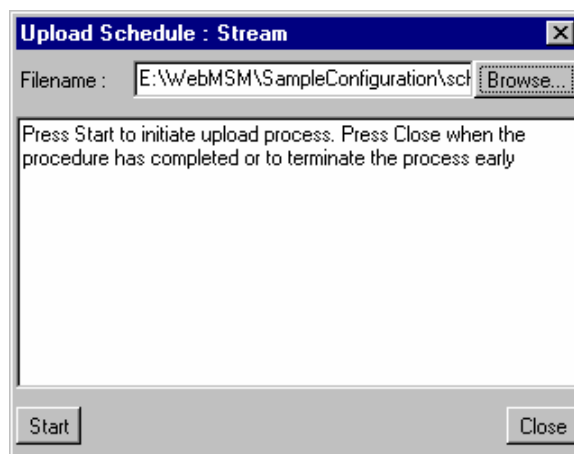 Upload Schedule : Stream
Filename : E:\WebMSM\SampleConfiguration\scl Browse...
Press Start to initiate upload process. Press Close when the
procedure has completed or to terminate the process early
Start Close